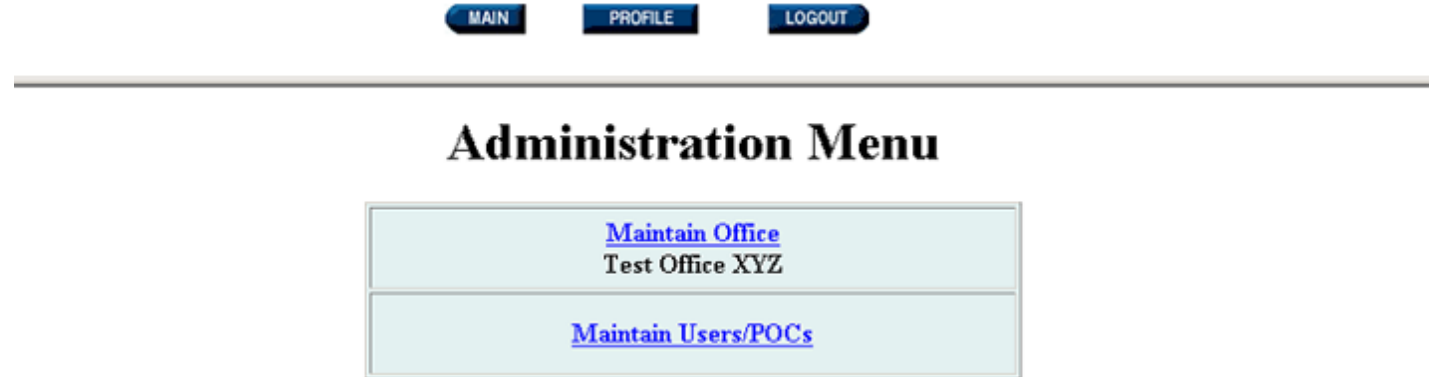 MAIN PROFILE LOGOUT
Administration Menu
Maintain Office
Test Office XYZ
Maintain Users/POCs